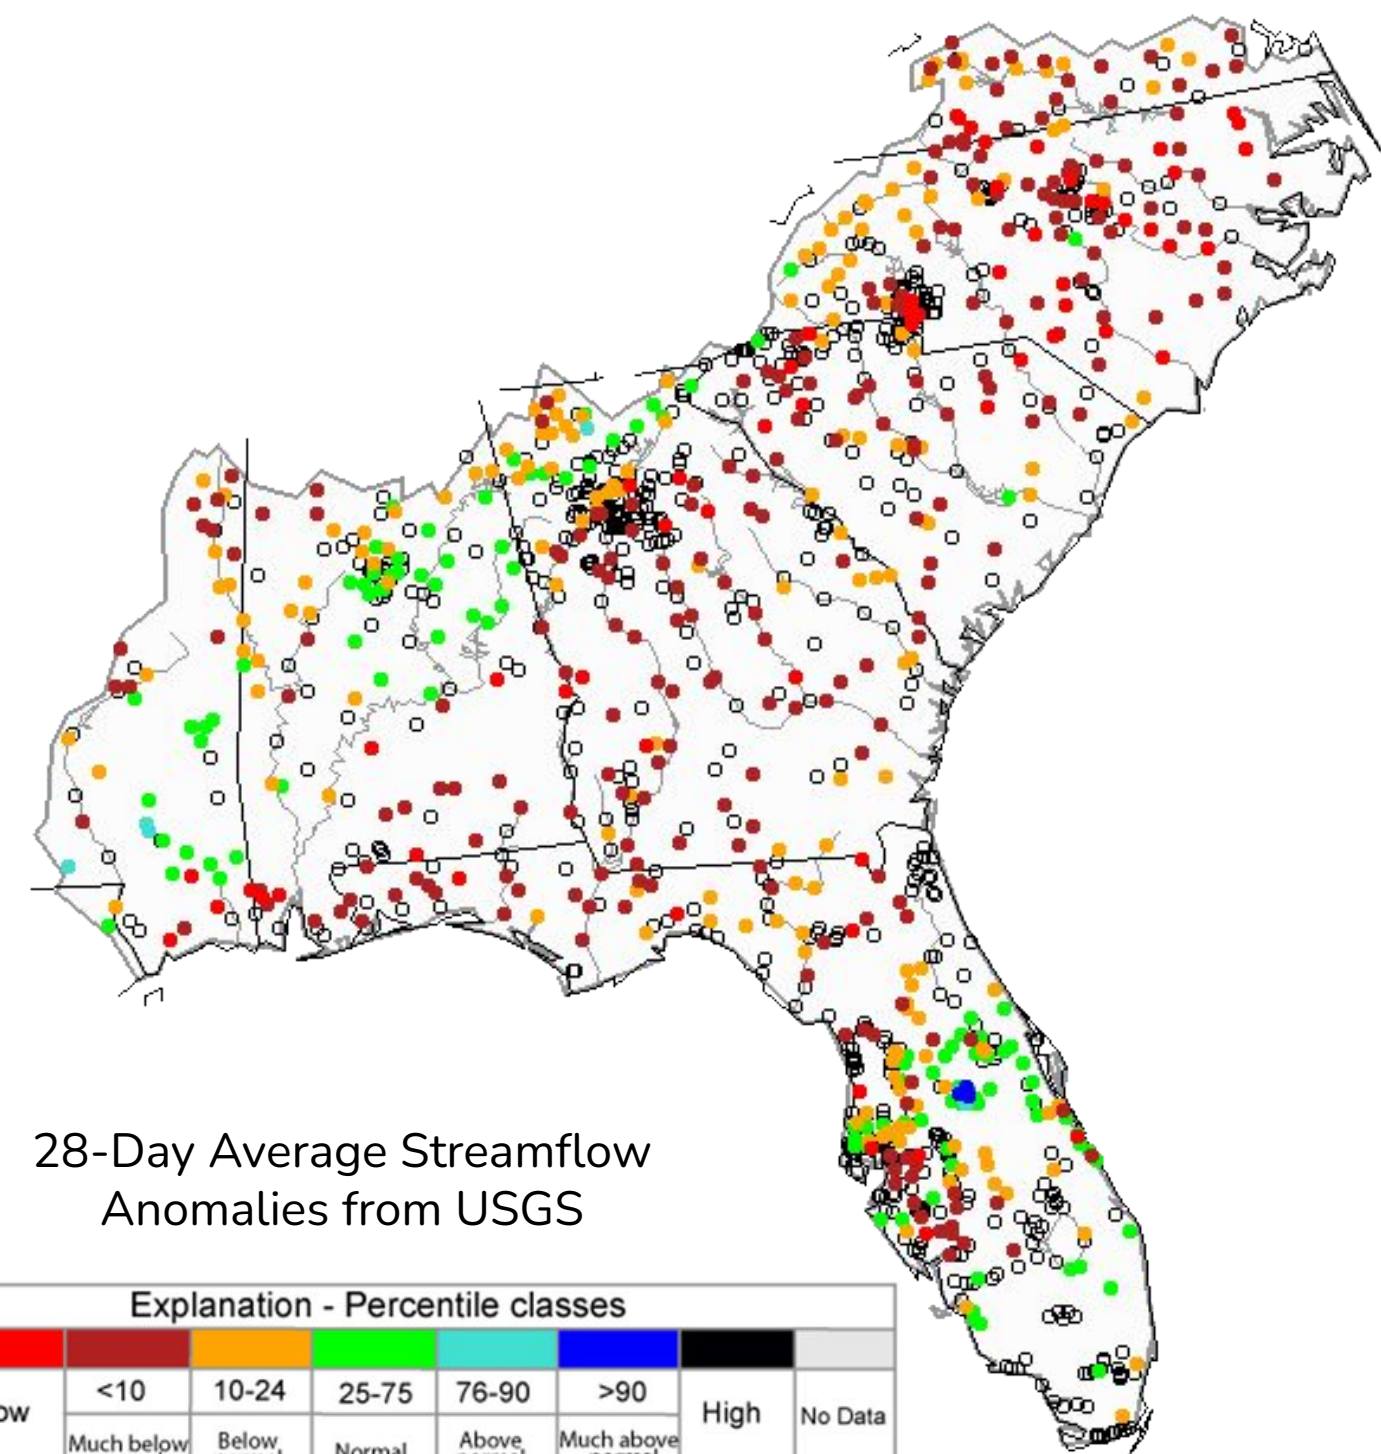 28-Day Average Streamflow
Anomalies from USGS
Explanation - Percentile classes
<10 10-24 25-75 76-90 >90 High No Data
Much below Below Normal Above Much above